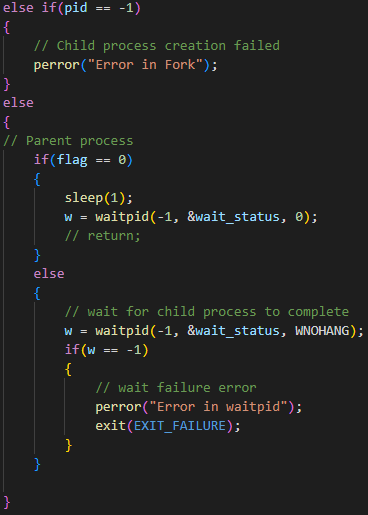 else if(pid == -1)
{
    // Child process creation failed
    perror("Error in Fork");
}
else
{
// Parent process
    if(flag == 0)
    {
        sleep(1);
        w = waitpid(-1, &wait_status, 0);
        // return;
    }
    else
    {
        // wait for child process to complete
        w = waitpid(-1, &wait_status, WNOHANG);
        if(w == -1)
        {
            // wait failure error
            perror("Error in waitpid");
            exit(EXIT_FAILURE);
        }
    }

}